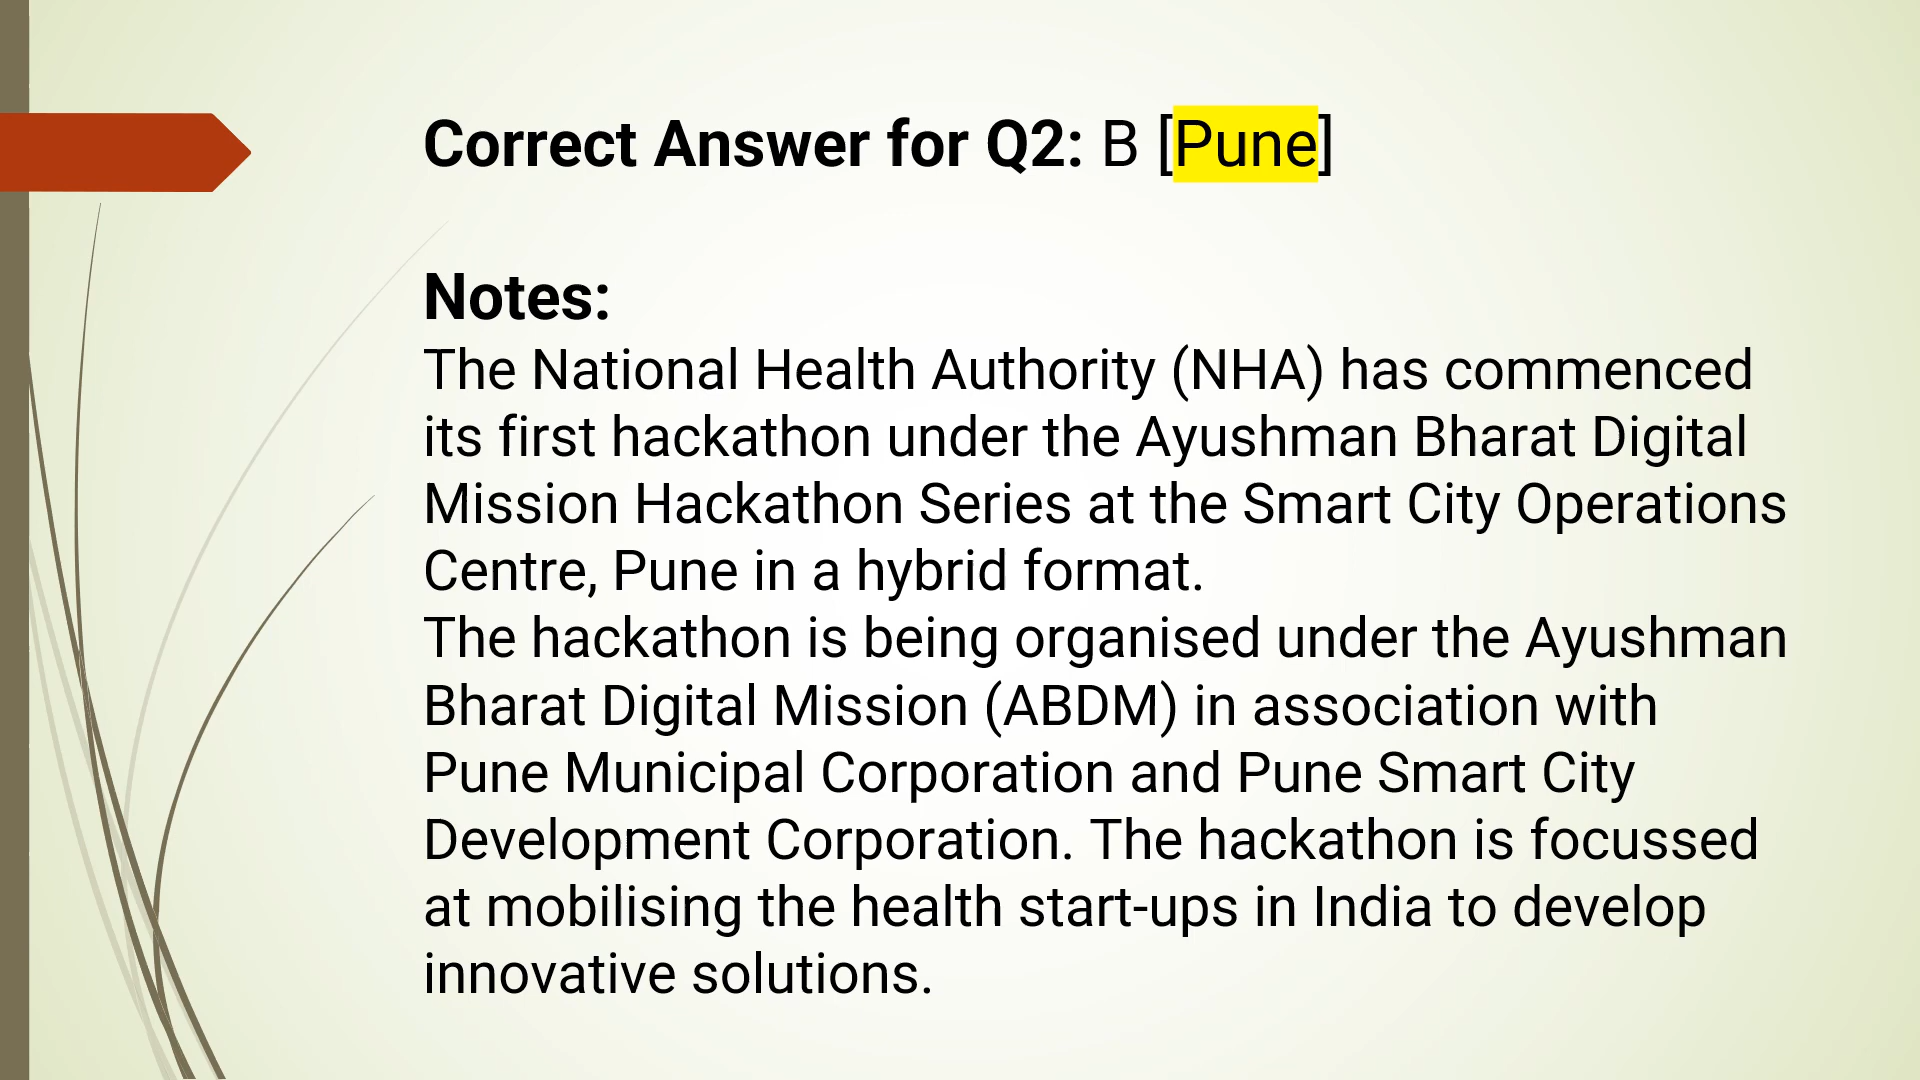 Correct Answer for Q2: B [Pune]
Notes:
The National Health Authority (NHA) has commenced
its first hackathon under the Ayushman Bharat Digital
Mission Hackathon Series at the Smart City Operations
Centre, Pune in a hybrid format.
The hackathon is being organised under the Ayushman
Bharat Digital Mission (ABDM) in association with
Pune Municipal Corporation and Pune Smart City
Development Corporation. The hackathon is focussed
at mobilising the health start-ups in India to develop
innovative solutions.